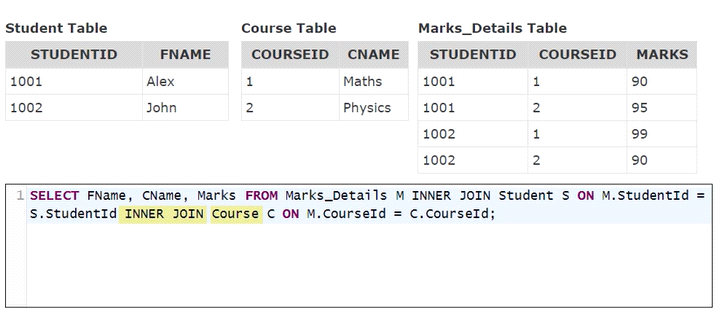 Student Table
STUDENTID FNAME
1001 Alex
1002 John
Course Table
COURSEID CNAME
1 Maths
2 Physics
Marks_Details Table
STUDENTID COURSEID MARKS
1001 1 90
1001 2 95
1002 1 99
1002 2 90
1 SELECT FName, CName, Marks FROM Marks_Details M INNER JOIN Student S ON M.StudentId =
S.StudentId INNER JOIN Course C ON M.CourseId = C.CourseId;